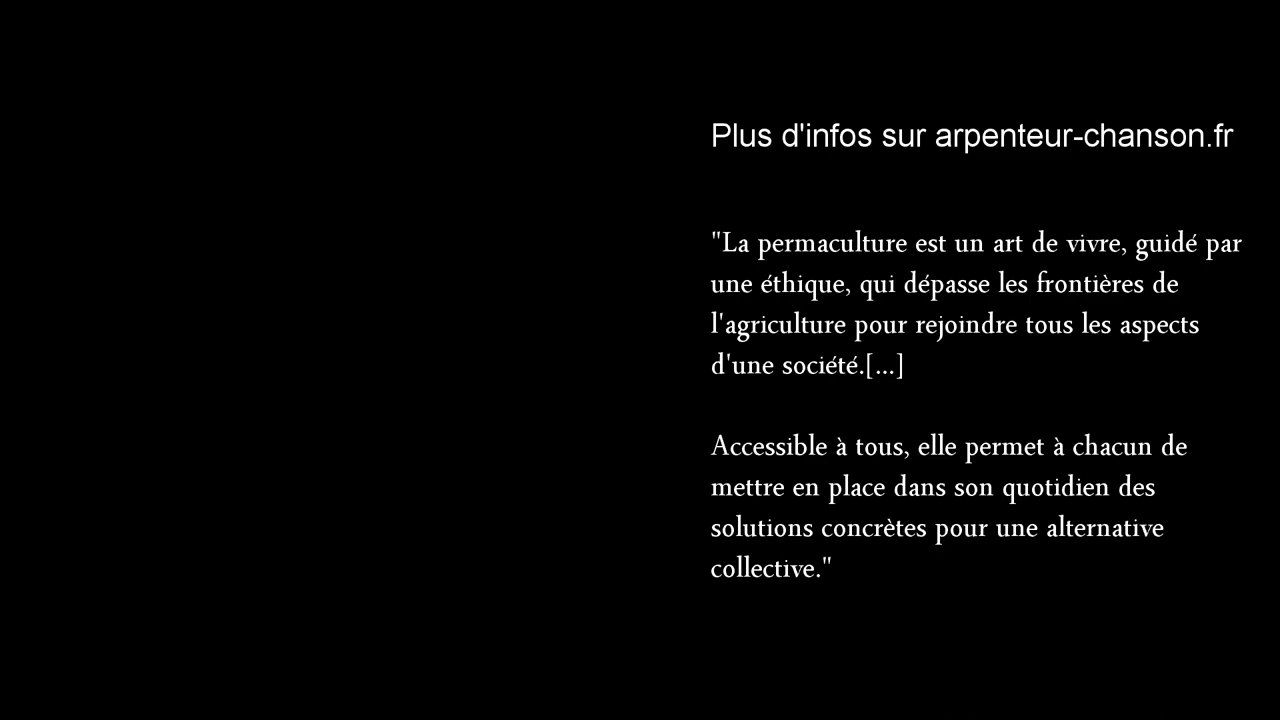 Plus d'infos sur arpenteur-chanson.fr
"La permaculture est un art de vivre, guidé par
une éthique, qui dépasse les frontières de
l'agriculture pour rejoindre tous les aspects
d'une société.[...]
Accessible à tous, elle permet à chacun de
mettre en place dans son quotidien des
solutions concrètes pour une alternative
collective."